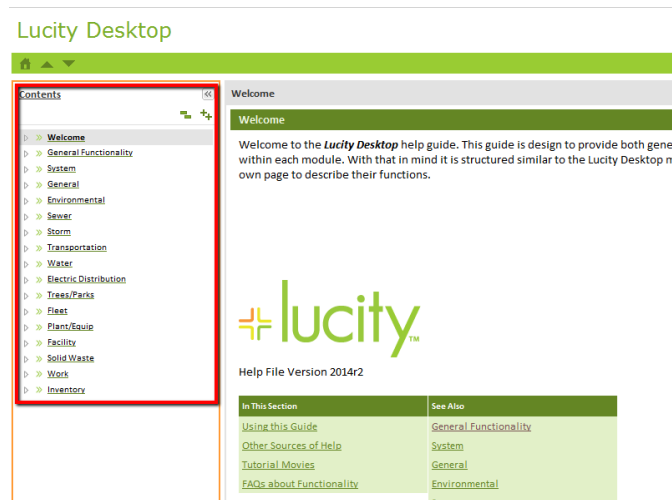 Lucity Desktop
Contents
Welcome
General Functionality
System
General
Environmental
Sewer
Storm
Transportation
Water
Electric Distribution
Trees/Parks
Fleet
Plant/Equip
Facility
Solid Waste
Work
Inventory
Welcome
Welcome
Welcome to the Lucity Desktop help guide. This guide is design to provide both gene
within each module. With that in mind it is structured similar to the Lucity Desktop m
own page to describe their functions.
lucity™
Help File Version 2014r2
In This Section See Also
Using this Guide General Functionality
Other Sources of Help System
Tutorial Movies General
FAQs about Functionality Environmental